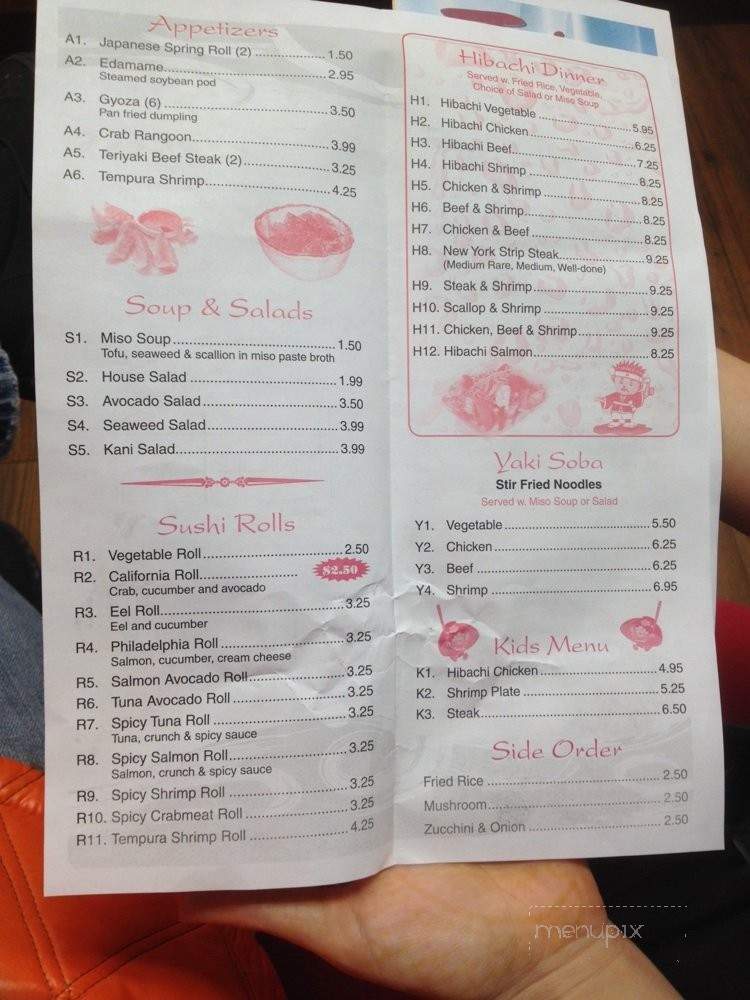 Appetizers
A1. Japanese Spring Roll (2) 1.50
A2. Edamame 2.95
Steamed soybean pod
A3. Gyoza (6) 3.50
Pan fried dumpling
A4. Crab Rangoon 3.99
A5. Teriyaki Beef Steak (2) 3.25
A6. Tempura Shrimp 4.25
Soup & Salads
S1. Miso Soup 1.50
Tofu, seaweed & scallion in miso paste broth
S2. House Salad 1.99
S3. Avocado Salad 3.50
S4. Seaweed Salad 3.99
S5. Kani Salad 3.99
Sushi Rolls
R1. Vegetable Roll 2.50
R2. California Roll $2.50
Crab, cucumber and avocado
R3. Eel Roll 3.25
Eel and cucumber
R4. Philadelphia Roll 3.25
Salmon, cucumber, cream cheese
R5. Salmon Avocado Roll 3.25
R6. Tuna Avocado Roll 3.25
R7. Spicy Tuna Roll 3.25
Tuna, crunch & spicy sauce
R8. Spicy Salmon Roll 3.25
Salmon, crunch & spicy sauce
R9. Spicy Shrimp Roll 3.25
R10. Spicy Crabmeat Roll 3.25
R11. Tempura Shrimp Roll 4.25
Hibachi Dinner
Served w. Fried Rice, Vegetable,
Choice of Salad or Miso Soup
H1. Hibachi Vegetable 5.95
H2. Hibachi Chicken 6.25
H3. Hibachi Beef 7.25
H4. Hibachi Shrimp 8.25
H5. Chicken & Shrimp 8.25
H6. Beef & Shrimp 8.25
H7. Chicken & Beef 8.25
H8. New York Strip Steak 9.25
(Medium Rare, Medium, Well-done)
H9. Steak & Shrimp 9.25
H10. Scallop & Shrimp 9.25
H11. Chicken, Beef & Shrimp 9.25
H12. Hibachi Salmon 8.25
Yaki Soba
Stir Fried Noodles
Served w. Miso Soup or Salad
Y1. Vegetable 5.50
Y2. Chicken 6.25
Y3. Beef 6.25
Y4. Shrimp 6.95
Kids Menu
K1. Hibachi Chicken 4.95
K2. Shrimp Plate 5.25
K3. Steak 6.50
Side Order
Fried Rice 2.50
Mushroom 2.50
Zucchini & Onion 2.50
menupix